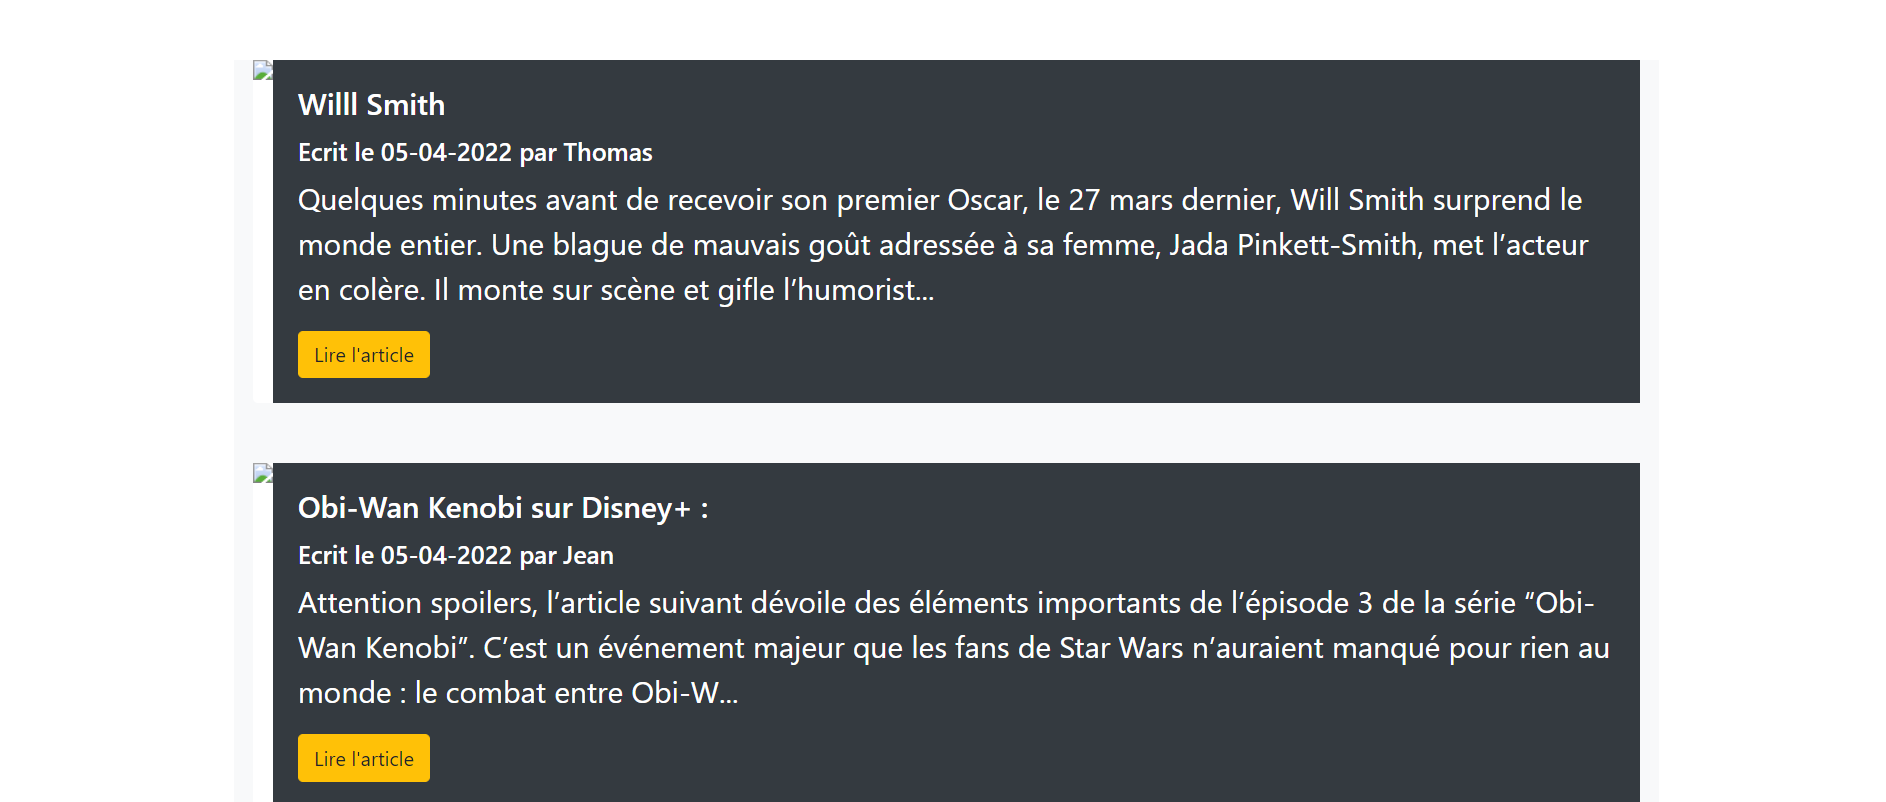 Willl Smith
Ecrit le 05-04-2022 par Thomas
Quelques minutes avant de recevoir son premier Oscar, le 27 mars dernier, Will Smith surprend le
monde entier. Une blague de mauvais goût adressée à sa femme, Jada Pinkett-Smith, met l’acteur
en colère. Il monte sur scène et gifle l’humorist...
Lire l'article
Obi-Wan Kenobi sur Disney+ :
Ecrit le 05-04-2022 par Jean
Attention spoilers, l’article suivant dévoile des éléments importants de l’épisode 3 de la série “Obi-
Wan Kenobi”. C’est un événement majeur que les fans de Star Wars n’auraient manqué pour rien au
monde : le combat entre Obi-W...
Lire l'article